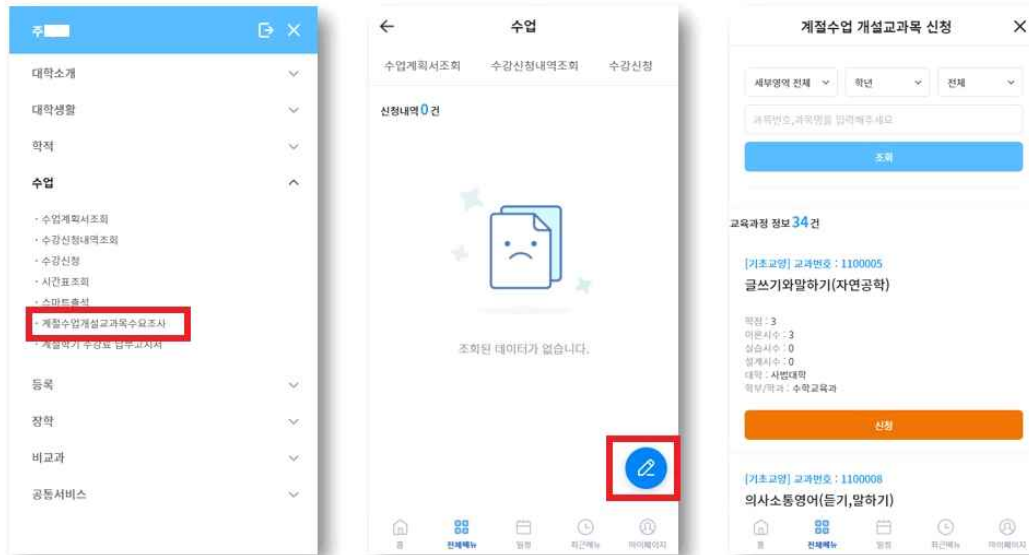 주
대학소개
대학생활
학적
수업
· 수업계획서조회
· 수강신청내역조회
· 수강신청
· 시간표조회
· 스마트출석
· 계절수업개설교과목수요조사
· 계절학기 수강료 납부고지서
등록
장학
비교과
공통서비스
수업
수업계획서조회 수강신청내역조회 수강신청
신청내역 0 건
조회된 데이터가 없습니다.
홈 전체메뉴 일정 최근메뉴 마이페이지
계절수업 개설교과목 신청
세부영역 전체 학년 전체
과목번호,과목명을 입력해주세요
조회
교육과정 정보 34 건
[기초교양] 교과번호 : 1100005
글쓰기와말하기(자연공학)
학점 : 3
이론시수 : 3
실습시수 : 0
설계시수 : 0
대학 : 사범대학
학부/학과 : 수학교육과
신청
[기초교양] 교과번호 : 1100008
의사소통영어(듣기,말하기)
홈 전체메뉴 일정 최근메뉴 마이페이지